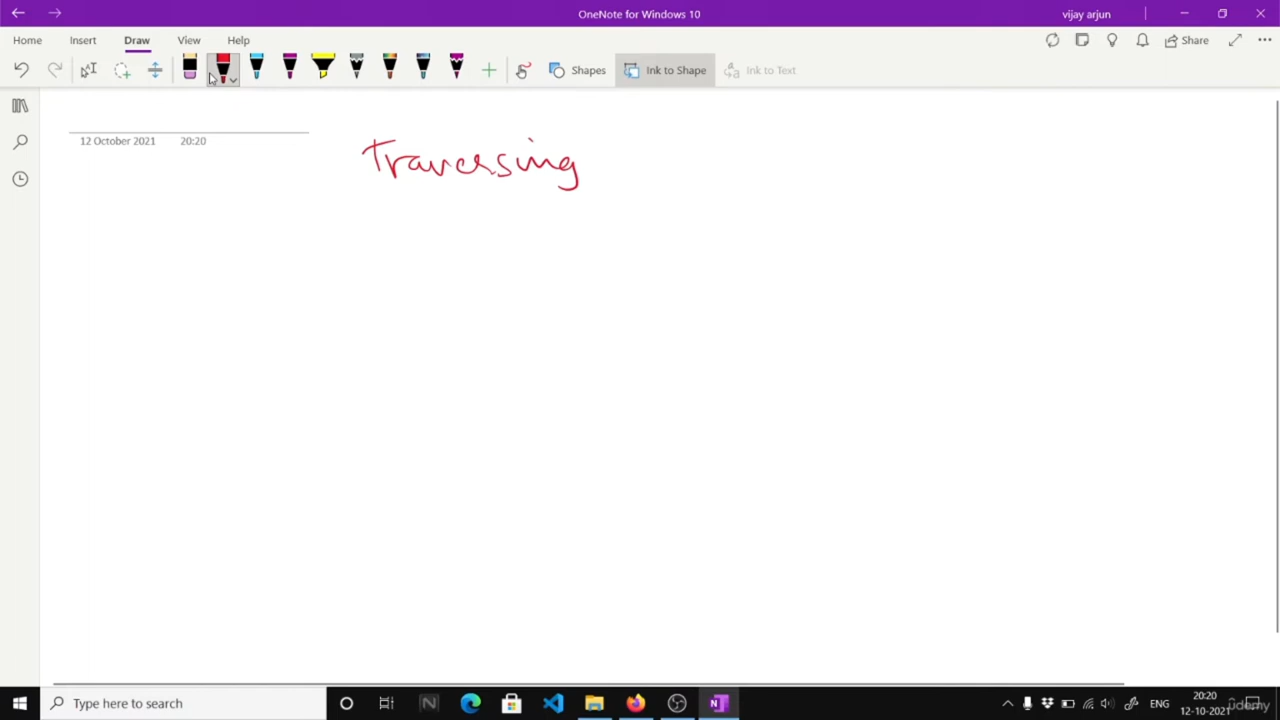 OneNote for Windows 10
vijay arjun
Home Insert Draw View Help
Share
Shapes
Ink to Shape
Ink to Text
12 October 2021 20:20
Traversing
Type here to search
ENG
20:20
12-10-2021
udemy